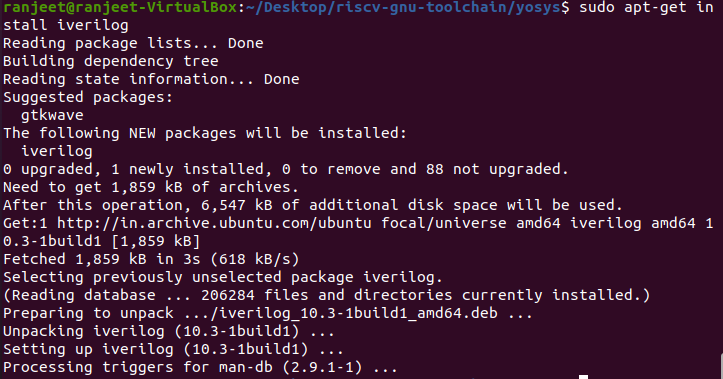 ranjeet@ranjeet-VirtualBox:~/Desktop/riscv-gnu-toolchain/yosys$ sudo apt-get in
stall iverilog
Reading package lists... Done
Building dependency tree
Reading state information... Done
Suggested packages:
  gtkwave
The following NEW packages will be installed:
  iverilog
0 upgraded, 1 newly installed, 0 to remove and 88 not upgraded.
Need to get 1,859 kB of archives.
After this operation, 6,547 kB of additional disk space will be used.
Get:1 http://in.archive.ubuntu.com/ubuntu focal/universe amd64 iverilog amd64 1
0.3-1build1 [1,859 kB]
Fetched 1,859 kB in 3s (618 kB/s)
Selecting previously unselected package iverilog.
(Reading database ... 206284 files and directories currently installed.)
Preparing to unpack .../iverilog_10.3-1build1_amd64.deb ...
Unpacking iverilog (10.3-1build1) ...
Setting up iverilog (10.3-1build1) ...
Processing triggers for man-db (2.9.1-1) ...